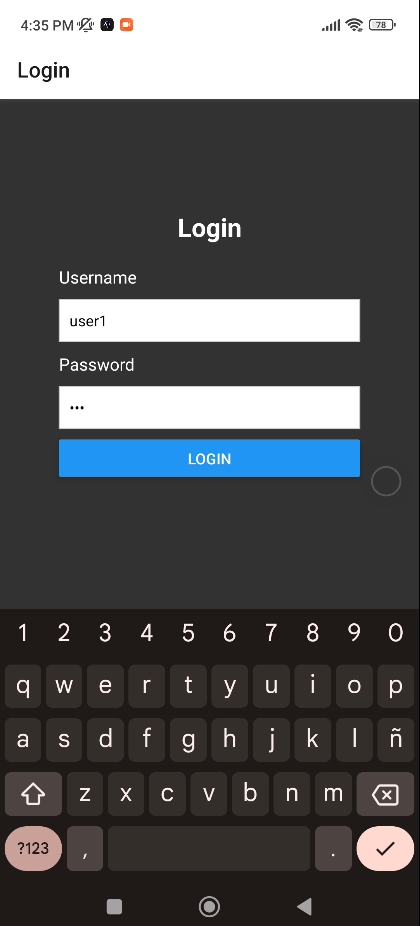 4:35 PM
78
Login
Login
Username
user1
Password
•••
LOGIN
1 2 3 4 5 6 7 8 9 0
q w e r t y u i o p
a s d f g h j k l ñ
z x c v b n m
?123 , .